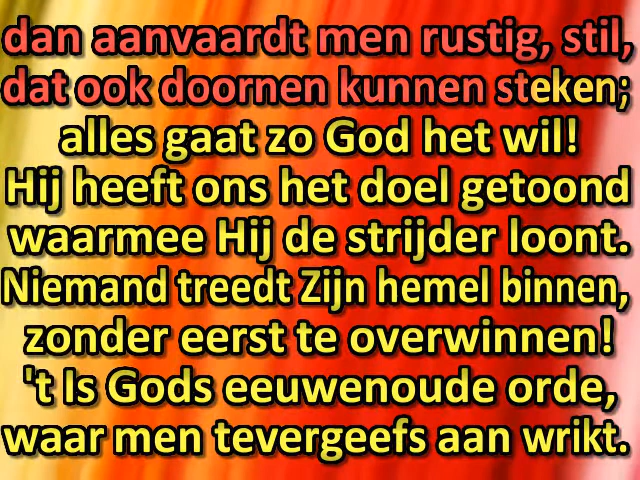 dan aanvaardt men rustig, stil,
dat ook doornen kunnen steken;
alles gaat zo God het wil!
Hij heeft ons het doel getoond
waarmee Hij de strijder loont.
Niemand treedt Zijn hemel binnen,
zonder eerst te overwinnen!
't Is Gods eeuwenoude orde,
waar men tevergeefs aan wrikt.